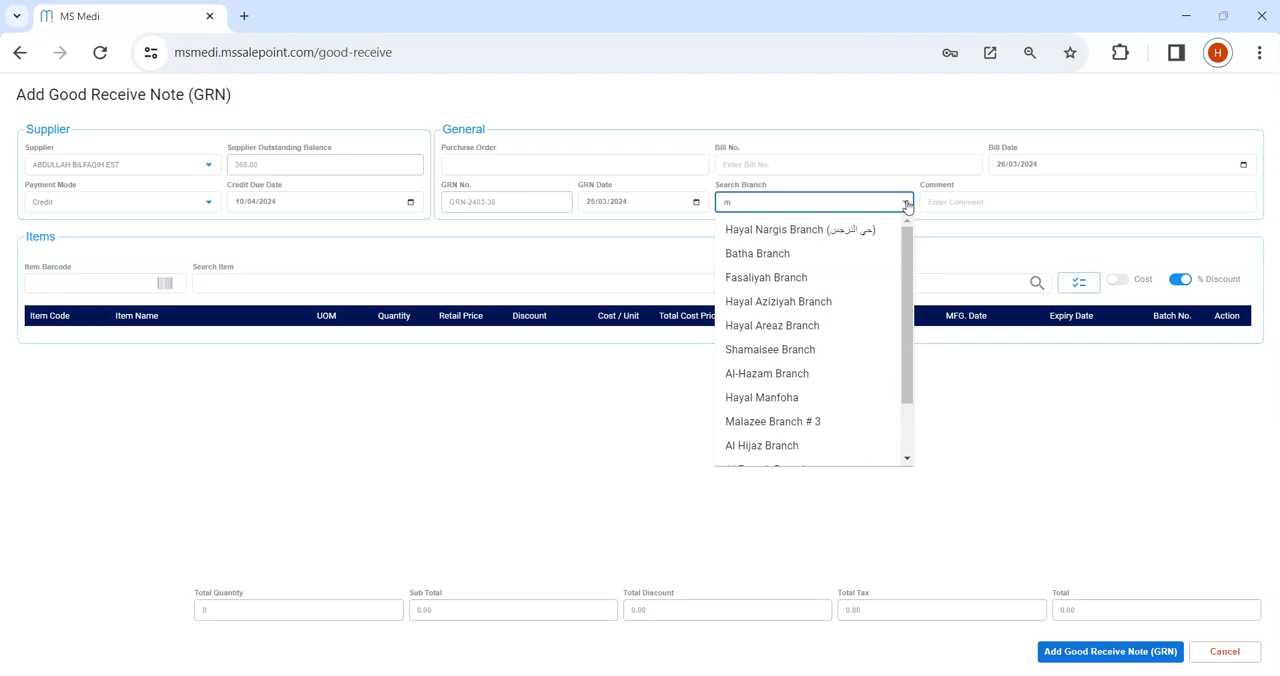 MS Medi
msmedi.mssalepoint.com/good-receive
H
Add Good Receive Note (GRN)
Supplier
General
Supplier
Supplier Outstanding Balance
Purchase Order
Bill No.
Bill Date
ABDULLAH BILFAQIH EST
368.00
Enter Bill No.
26/03/2024
Payment Mode
Credit Due Date
GRN No.
GRN Date
Search Branch
Comment
Credit
10/04/2024
GRN-2403-38
25/03/2024
m
Enter Comment
Hayal Nargis Branch (حي النرجس)
Batha Branch
Fasaliyah Branch
Hayal Aziziyah Branch
Hayal Areaz Branch
Shamaisee Branch
Al-Hazam Branch
Hayal Manfoha
Malazee Branch # 3
Al Hijaz Branch
Items
Item Barcode
Search Item
Cost
% Discount
Item Code
Item Name
UOM
Quantity
Retail Price
Discount
Cost / Unit
Total Cost Pric
MFG. Date
Expiry Date
Batch No.
Action
Total Quantity
Sub Total
Total Discount
Total Tax
Total
0
0.00
0.00
0.00
0.00
Add Good Receive Note (GRN)
Cancel